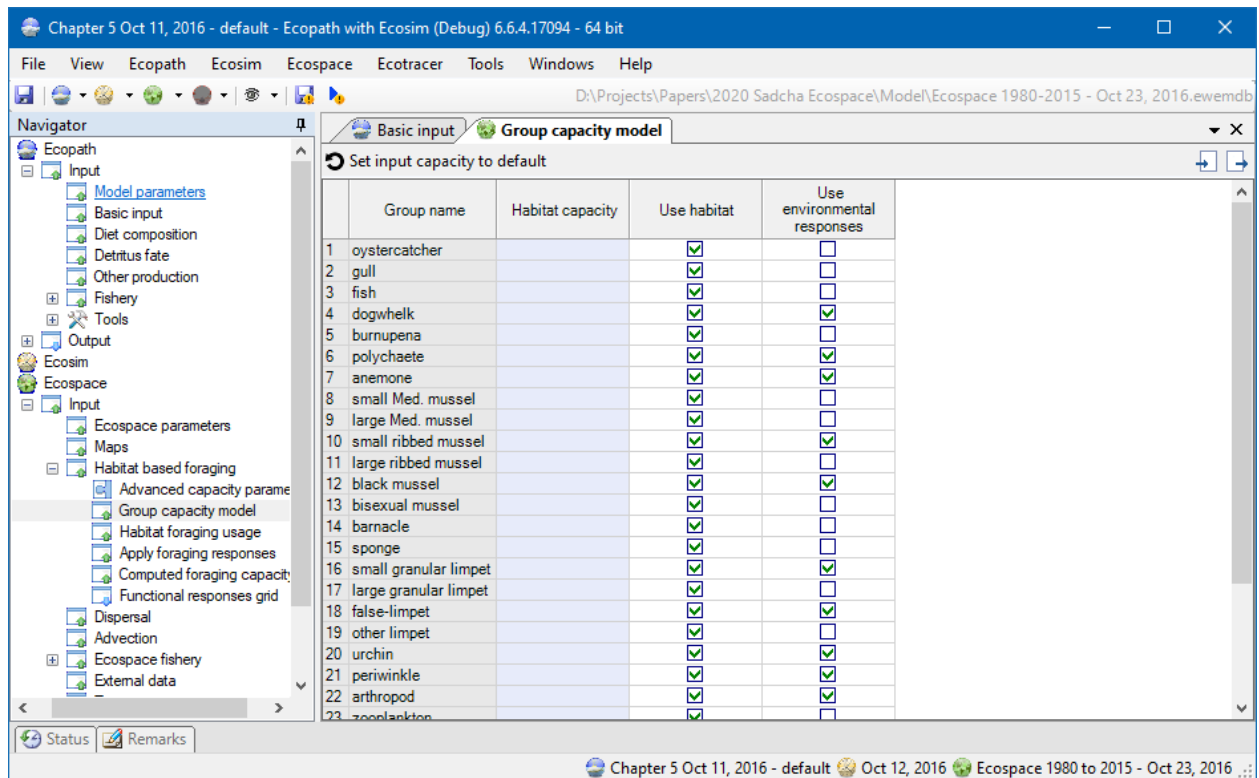 Chapter 5 Oct 11, 2016 - default - Ecopath with Ecosim (Debug) 6.6.4.17094 - 64 bit
File View Ecopath Ecosim Ecospace Ecotracer Tools Windows Help
D:\Projects\Papers\2020 Sadcha Ecospace\Model\Ecospace 1980-2015 - Oct 23, 2016.ewemdb
Navigator
Ecopath
Input
Model parameters
Basic input
Diet composition
Detritus fate
Other production
Fishery
Tools
Output
Ecosim
Ecospace
Input
Ecospace parameters
Maps
Habitat based foraging
Advanced capacity parame
Group capacity model
Habitat foraging usage
Apply foraging responses
Computed foraging capacity
Functional responses grid
Dispersal
Advection
Ecospace fishery
External data
Basic input Group capacity model
Set input capacity to default
Group name Habitat capacity Use habitat Use environmental responses
1 oystercatcher
2 gull
3 fish
4 dogwhelk
5 burnupena
6 polychaete
7 anemone
8 small Med. mussel
9 large Med. mussel
10 small ribbed mussel
11 large ribbed mussel
12 black mussel
13 bisexual mussel
14 barnacle
15 sponge
16 small granular limpet
17 large granular limpet
18 false-limpet
19 other limpet
20 urchin
21 periwinkle
22 arthropod
23 zooplankton
Status Remarks
Chapter 5 Oct 11, 2016 - default Oct 12, 2016 Ecospace 1980 to 2015 - Oct 23, 2016